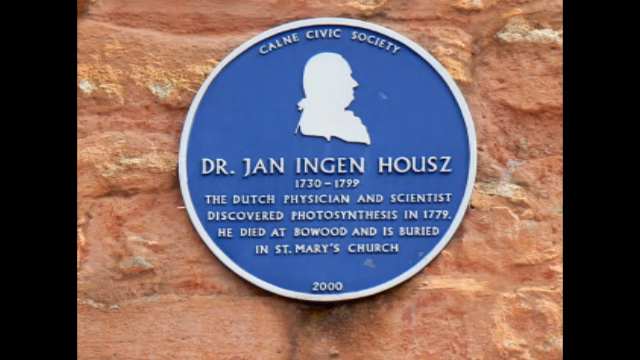 CALNE CIVIC SOCIETY
DR. JAN INGEN HOUSZ
1730-1799
THE DUTCH PHYSICIAN AND SCIENTIST
DISCOVERED PHOTOSYNTHESIS IN 1779.
HE DIED AT BOWOOD AND IS BURIED
IN ST. MARY'S CHURCH
2000